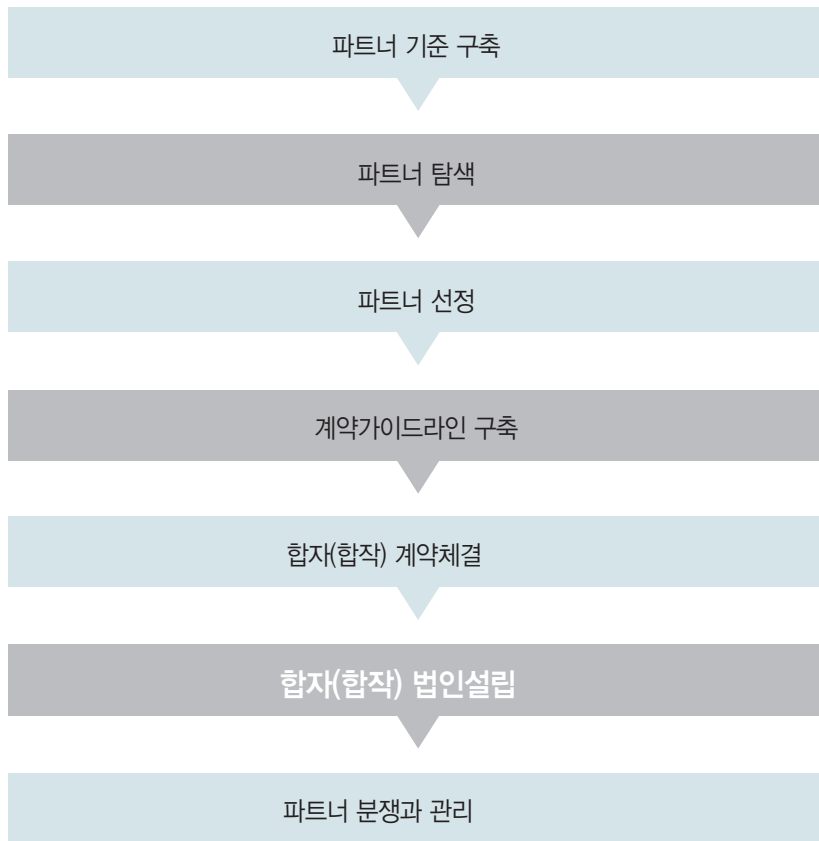 파트너 기준 구축
파트너 탐색
파트너 선정
계약가이드라인 구축
합자(합작) 계약체결
합자(합작) 법인설립
파트너 분쟁과 관리